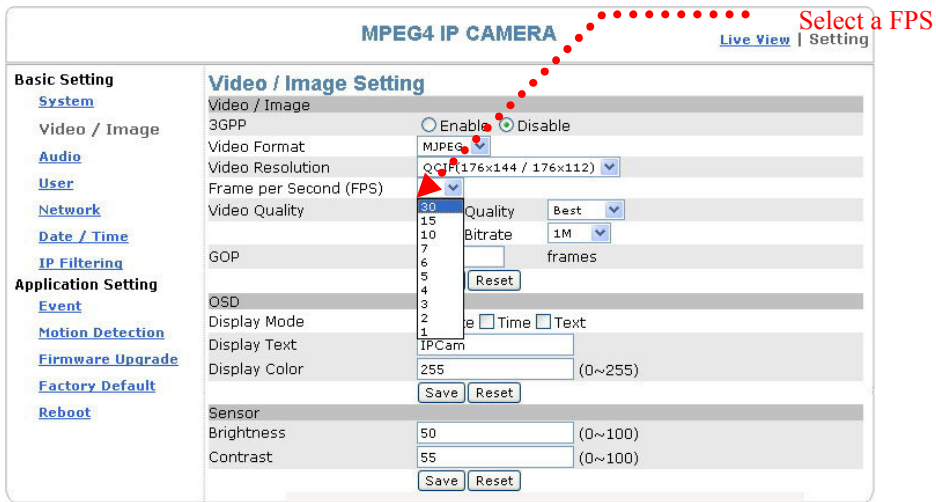 Select a FPS
MPEG4 IP CAMERA
Live View | Setting
Basic Setting
System
Video / Image
Audio
User
Network
Date / Time
IP Filtering
Application Setting
Event
Motion Detection
Firmware Upgrade
Factory Default
Reboot
Video / Image Setting
Video / Image
3GPP Enable Disable
Video Format MJPEG
Video Resolution QCIF(176x144 / 176x112)
Frame per Second (FPS)
30
15
10
7
6
5
4
3
2
1
Video Quality Quality Best
Bitrate 1M
GOP frames
Reset
OSD
Display Mode Time Text
Display Text IPCam
Display Color 255 (0~255)
Save Reset
Sensor
Brightness 50 (0~100)
Contrast 55 (0~100)
Save Reset